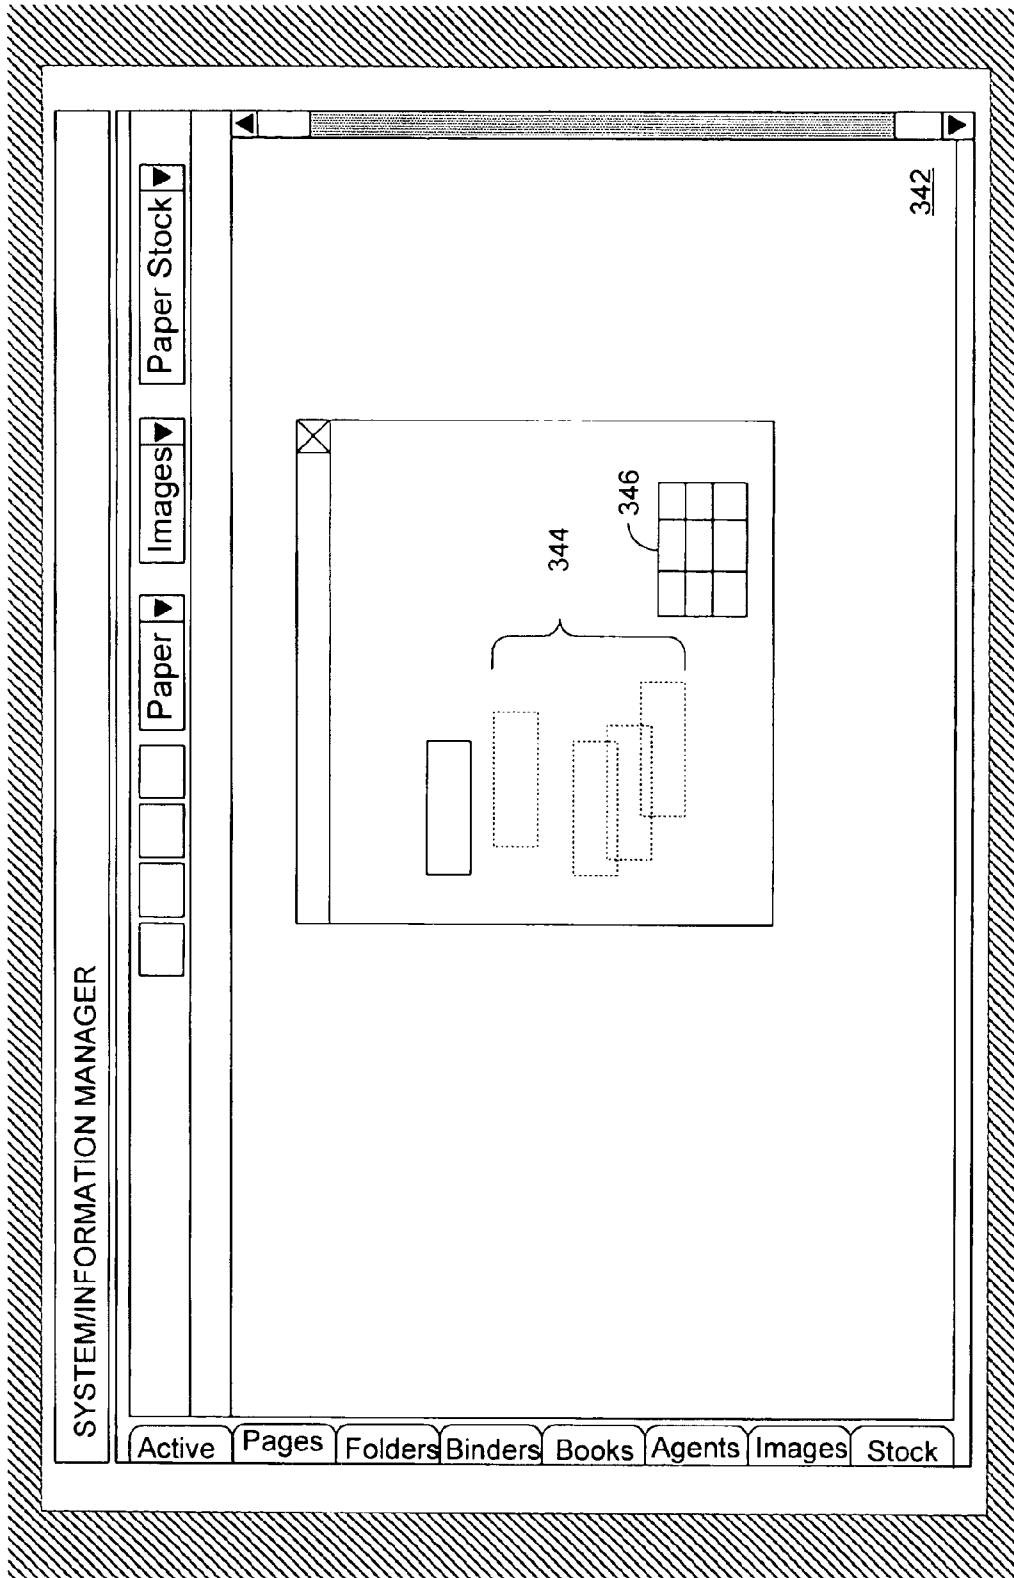 SYSTEM/INFORMATION MANAGER
Paper
Images
Paper Stock
Active
Pages
Folders
Binders
Books
Agents
Images
Stock
344
346
342